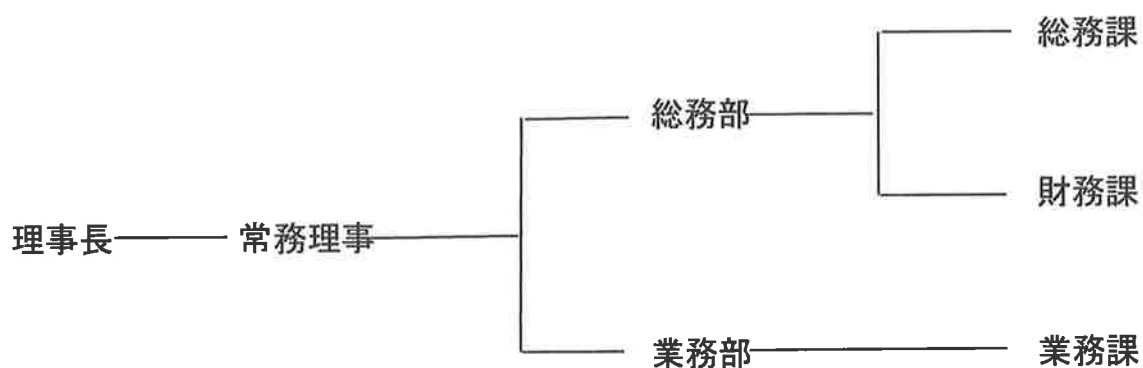 総務課
総務部
財務課
理事長
常務理事
業務部
業務課